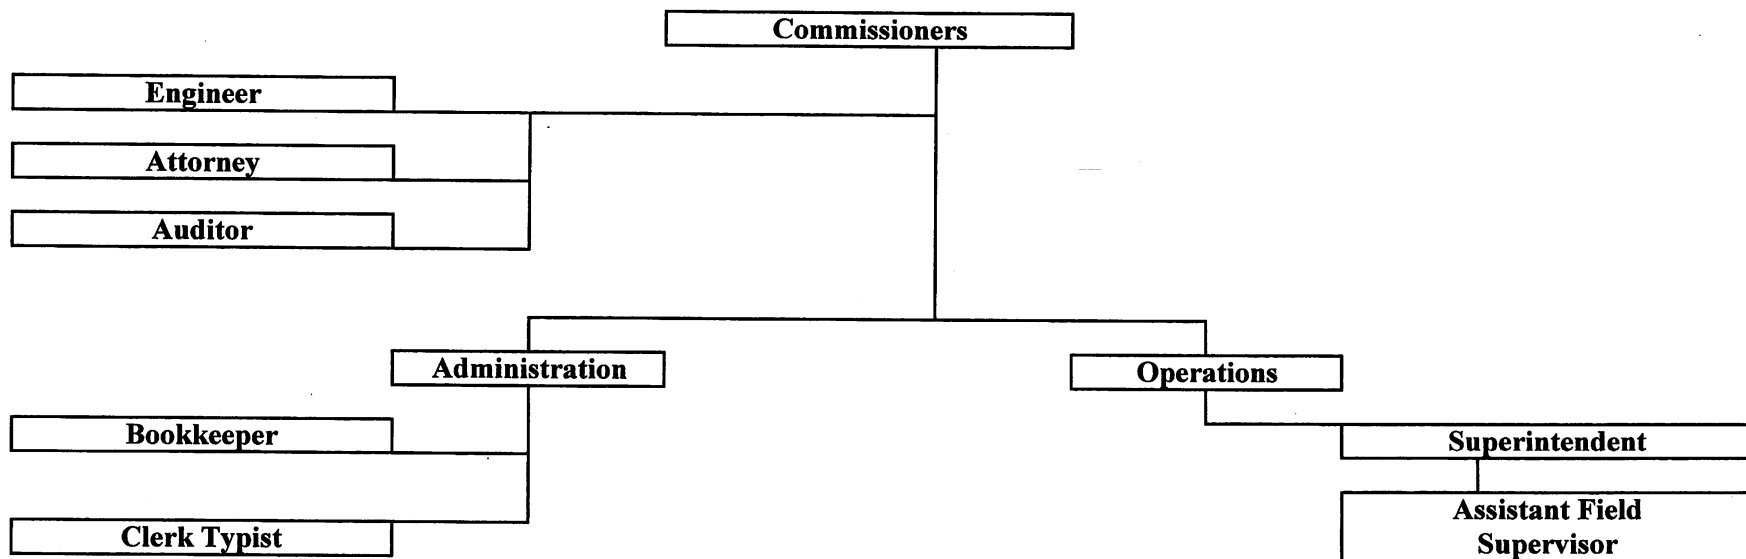 Commissioners
Engineer
Attorney
Auditor
Administration
Operations
Bookkeeper
Superintendent
Assistant Field
Supervisor
Clerk Typist